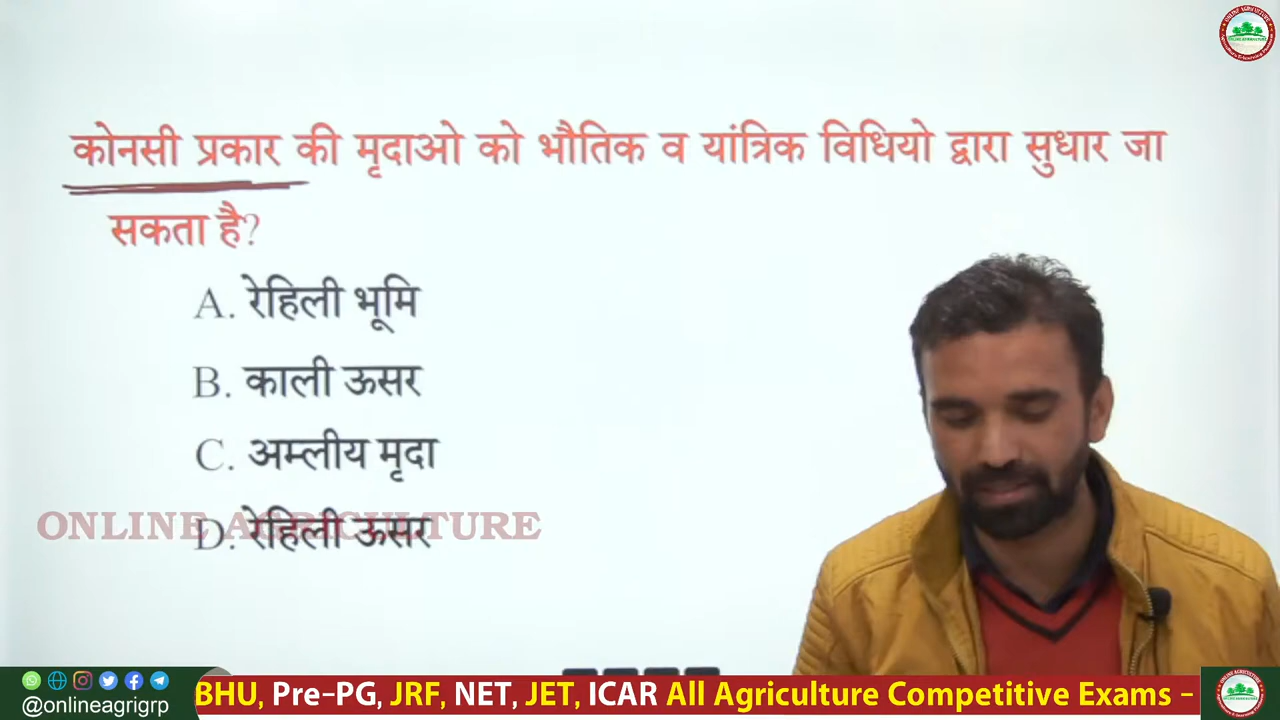 कोनसी प्रकार की मृदाओ को भौतिक व यांत्रिक विधियो द्वारा सुधार जा
सकता है?
A. रेहिली भूमि
B. काली ऊसर
C. अम्लीय मृदा
D. रेहिली ऊसर
ONLINE AGRICULTURE
@onlineagrigrp
BHU, Pre-PG, JRF, NET, JET, ICAR All Agriculture Competitive Exams -